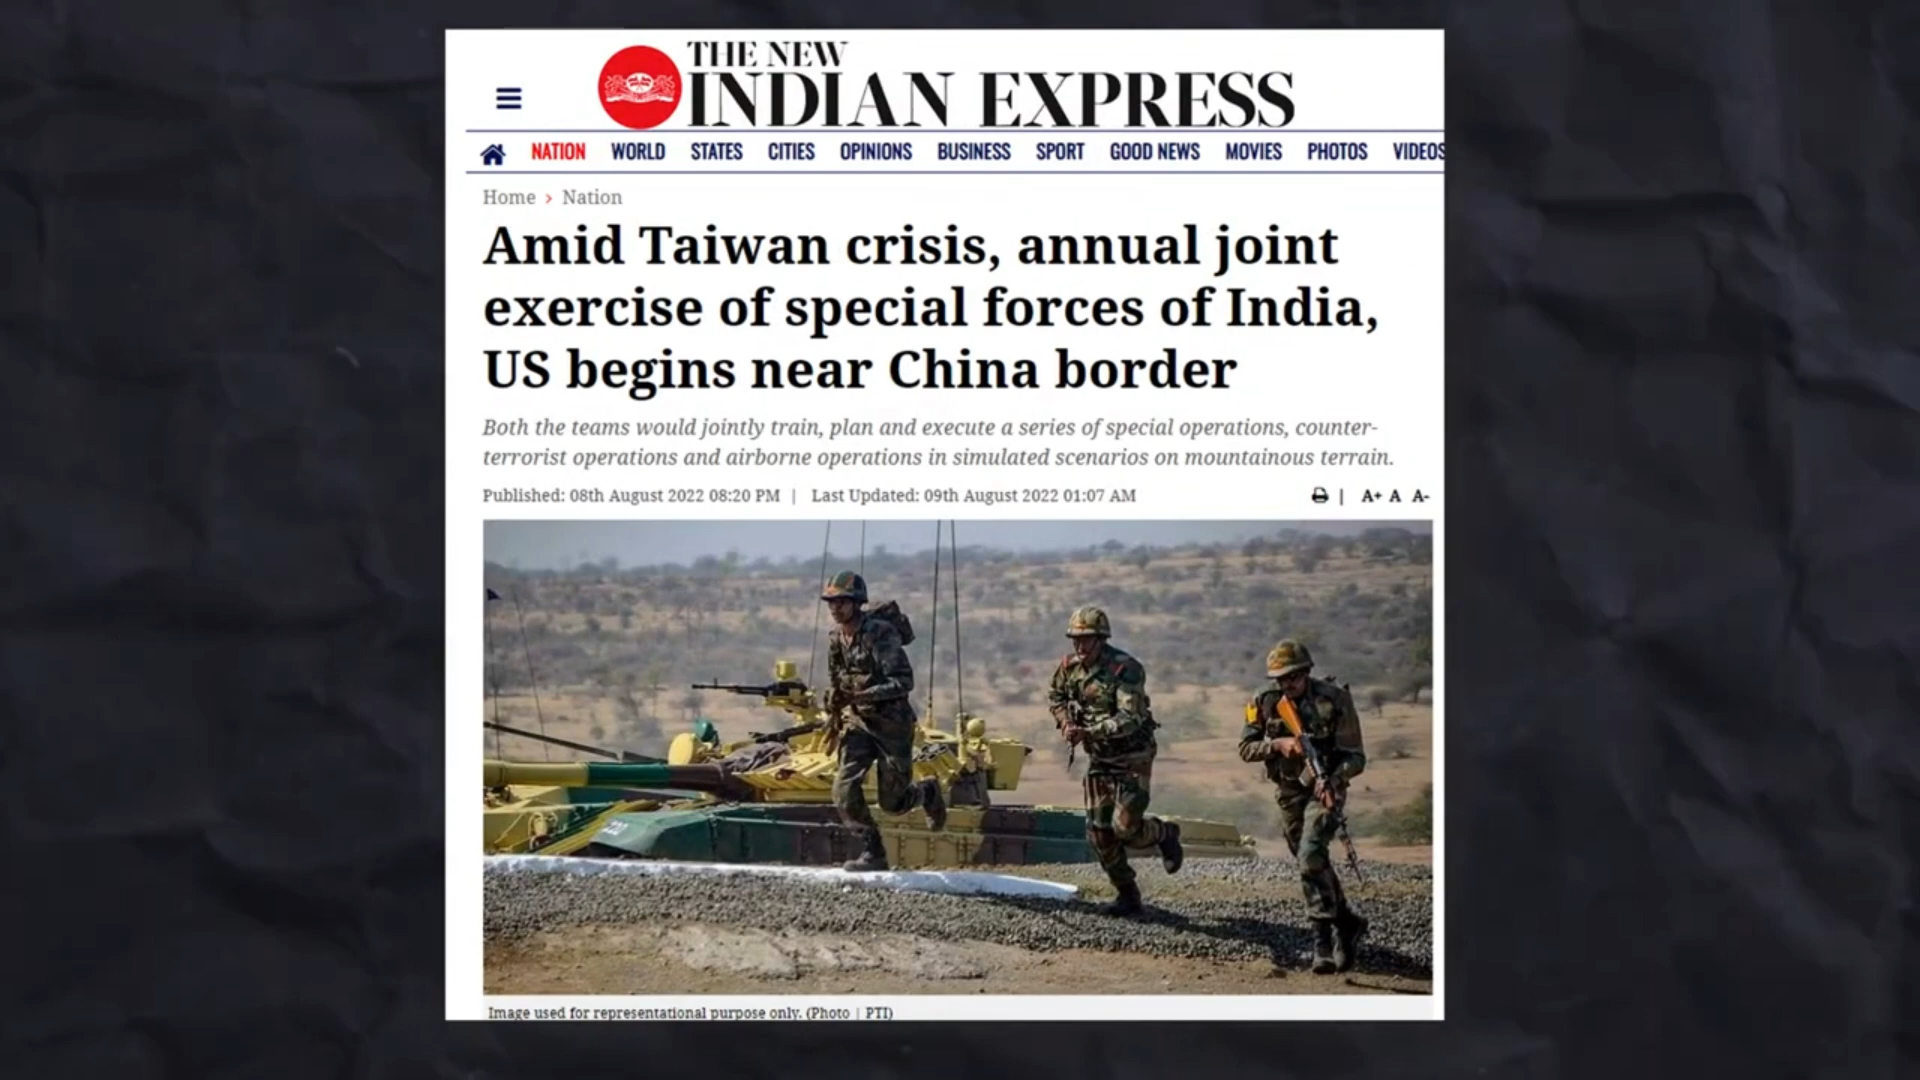 THE NEW
INDIAN EXPRESS
NATION WORLD STATES CITIES OPINIONS BUSINESS SPORT GOOD NEWS MOVIES PHOTOS VIDEOS
Home > Nation
Amid Taiwan crisis, annual joint
exercise of special forces of India,
US begins near China border
Both the teams would jointly train, plan and execute a series of special operations, counter-
terrorist operations and airborne operations in simulated scenarios on mountainous terrain.
Published: 08th August 2022 08:20 PM | Last Updated: 09th August 2022 01:07 AM | A+ A A-
Image used for representational purpose only. (Photo | PTI)